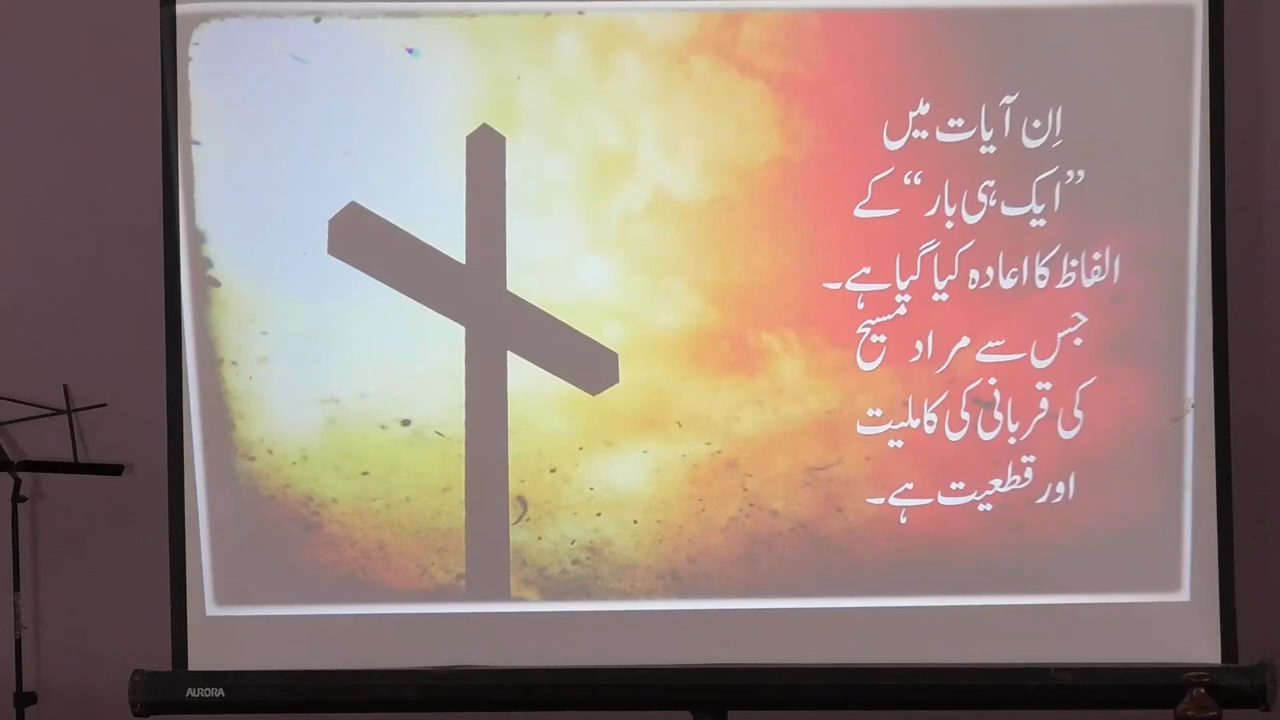 اِن آیات میں
”ایک ہی بار“ کے
الفاظ کا اعادہ کیا گیا ہے۔
جس سے مراد مسیح
کی قربانی کی کاملیت
اور قطعیت ہے۔
AURORA